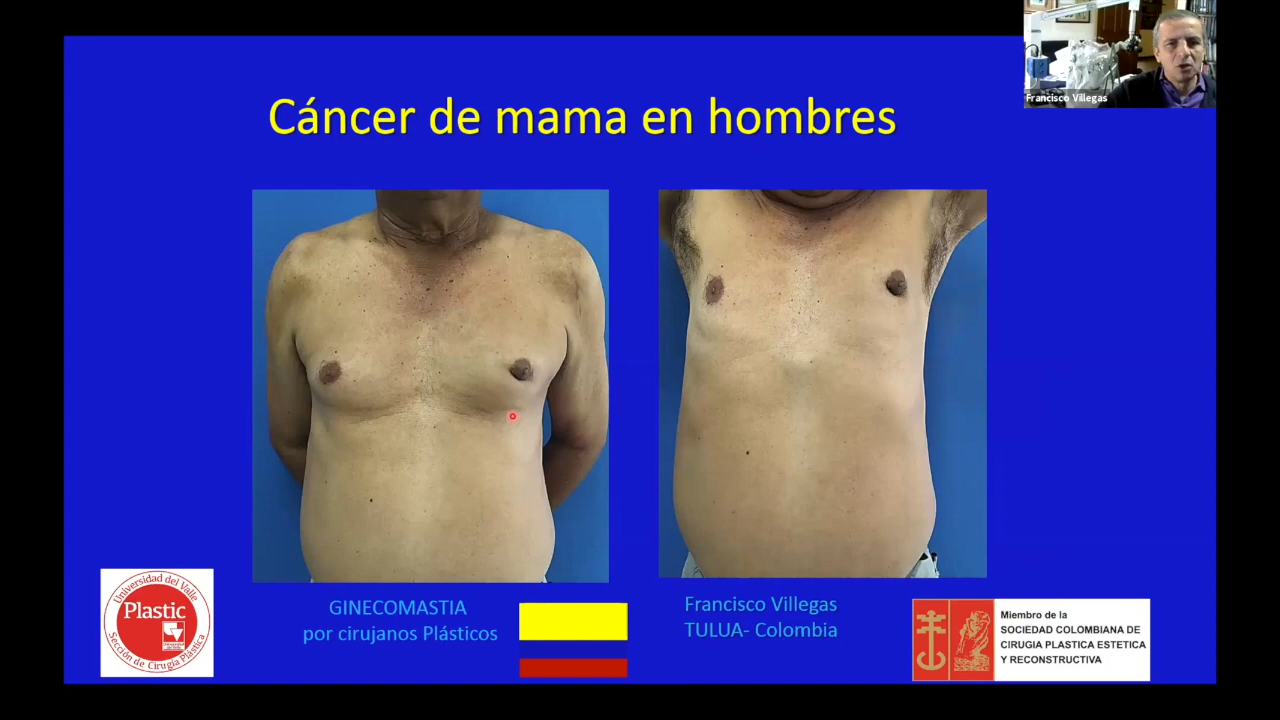 Francisco Villegas
Cáncer de mama en hombres
GINECOMASTIA
por cirujanos Plásticos
Francisco Villegas
TULUA- Colombia
Universidad del Valle
Plastic
Sección de Cirugía Plástica
Miembro de la
SOCIEDAD COLOMBIANA DE
CIRUGIA PLASTICA ESTETICA
Y RECONSTRUCTIVA